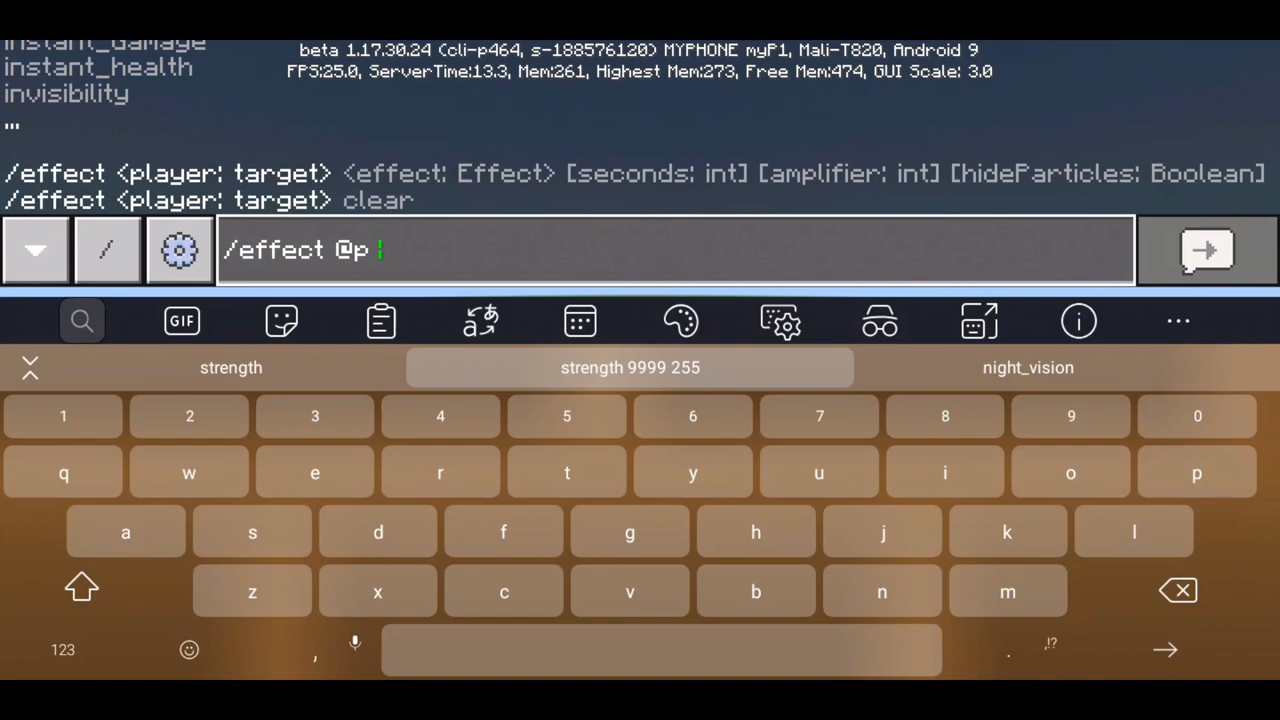 instant_damage
beta 1.17.30.24 (cli-p464, s-188576120) MYPHONE myP1, Mali-T820, Android 9
instant_health
FPS:25.0, ServerTime:13.3, Mem:261, Highest Mem:273, Free Mem:474, GUI Scale: 3.0
invisibility
...
/effect <player: target> <effect: Effect> [seconds: int] [amplifier: int] [hideParticles: Boolean]
/effect <player: target> clear
/ /effect @p
GIF aあ
strength strength 9999 255 night_vision
1 2 3 4 5 6 7 8 9 0
q w e r t y u i o p
a s d f g h j k l
z x c v b n m
123 , . ,!?